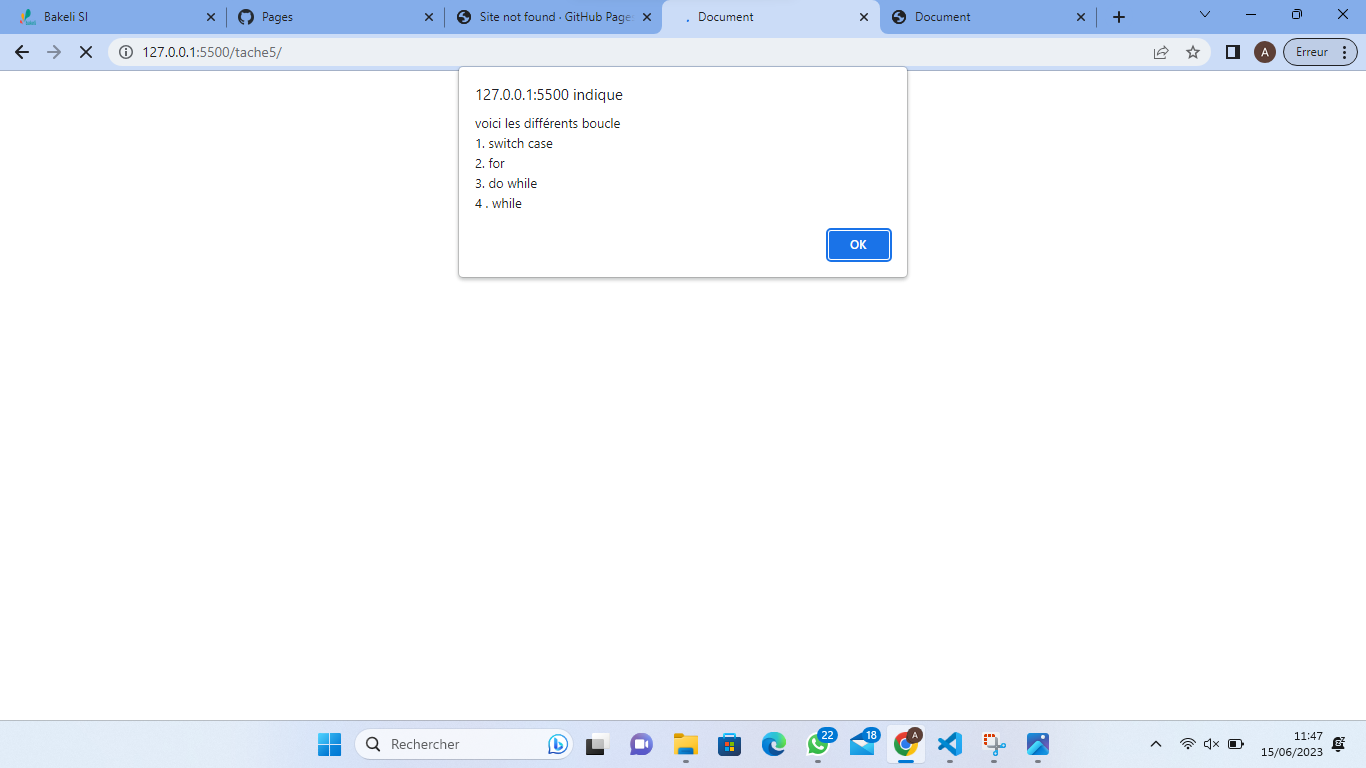 Bakeli SI
Pages
Site not found · GitHub Page
Document
Document
127.0.0.1:5500/tache5/
A
Erreur
127.0.0.1:5500 indique
voici les différents boucle
1. switch case
2. for
3. do while
4 . while
OK
Rechercher
22
18
A
11:47
15/06/2023